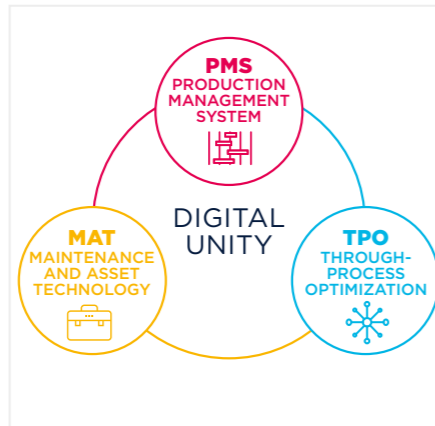 PMS
PRODUCTION
MANAGEMENT
SYSTEM
DIGITAL
UNITY
MAT
MAINTENANCE
AND ASSET
TECHNOLOGY
TPO
THROUGH-
PROCESS
OPTIMIZATION